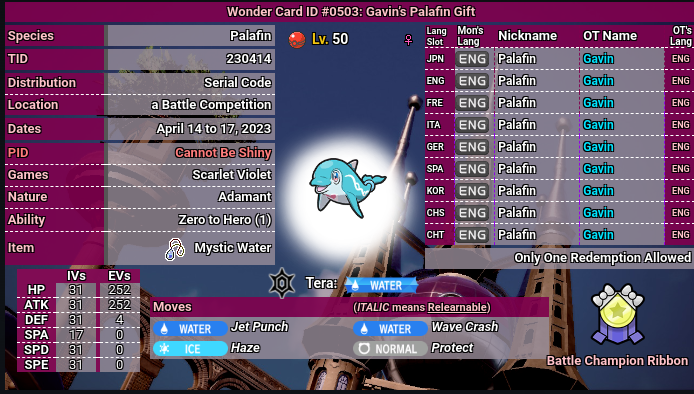 Wonder Card ID #0503: Gavin's Palafin Gift
Species Palafin
TID 230414
Distribution Serial Code
Location a Battle Competition
Dates April 14 to 17, 2023
PID Cannot Be Shiny
Games Scarlet Violet
Nature Adamant
Ability Zero to Hero (1)
Item Mystic Water
Lv. 50 ♀
Lang Slot Mon's Lang Nickname OT Name OT's Lang
JPN ENG Palafin Gavin ENG
ENG ENG Palafin Gavin ENG
FRE ENG Palafin Gavin ENG
ITA ENG Palafin Gavin ENG
GER ENG Palafin Gavin ENG
SPA ENG Palafin Gavin ENG
KOR ENG Palafin Gavin ENG
CHS ENG Palafin Gavin ENG
CHT ENG Palafin Gavin ENG
Only One Redemption Allowed
IVs EVs
HP 31 252
ATK 31 252
DEF 31 4
SPA 17 0
SPD 31 0
SPE 31 0
Tera: WATER
Moves (ITALIC means Relearnable)
WATER Jet Punch WATER Wave Crash
ICE Haze NORMAL Protect
Battle Champion Ribbon